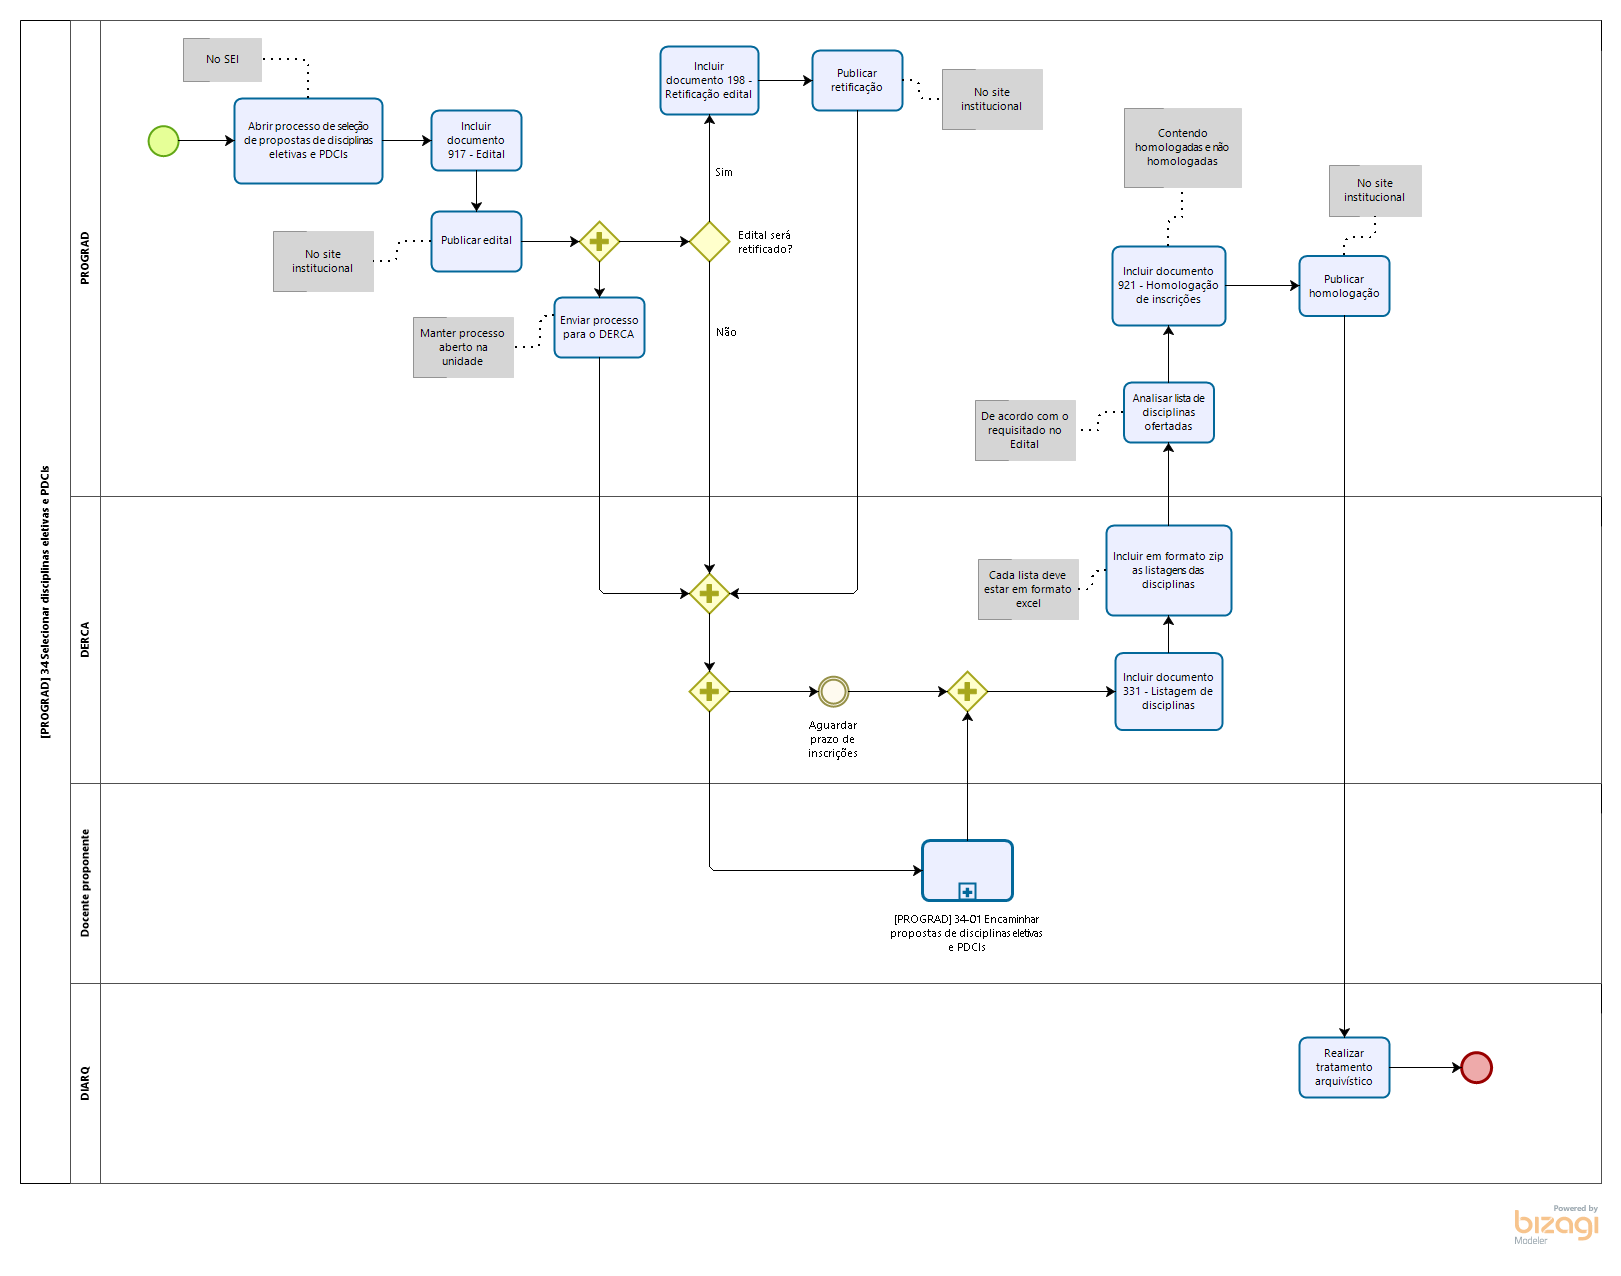 [PROGRAD] 34 Selecionar disciplinas eletivas e PDCIs
PROGRAD
No SEI
Abrir processo de seleção
de propostas de disciplinas
eletivas e PDCIs
Incluir
documento
917 - Edital
No site
institucional
Publicar edital
Manter processo
aberto na
unidade
Enviar processo
para o DERCA
Edital será
retificado?
Sim
Não
Incluir
documento 198 -
Retificação edital
Publicar
retificação
No site
institucional
Contendo
homologadas e não
homologadas
No site
institucional
Incluir documento
921 - Homologação
de inscrições
Publicar
homologação
De acordo com o
requisitado no
Edital
Analisar lista de
disciplinas
ofertadas
DERCA
Cada lista deve
estar em formato
excel
Incluir em formato zip
as listagens das
disciplinas
Aguardar
prazo de
inscrições
Incluir documento
331 - Listagem de
disciplinas
Docente proponente
[PROGRAD] 34-01 Encaminhar
propostas de disciplinas eletivas
e PDCIs
DIARQ
Realizar
tratamento
arquivístico
Powered by
bizagi
Modeler